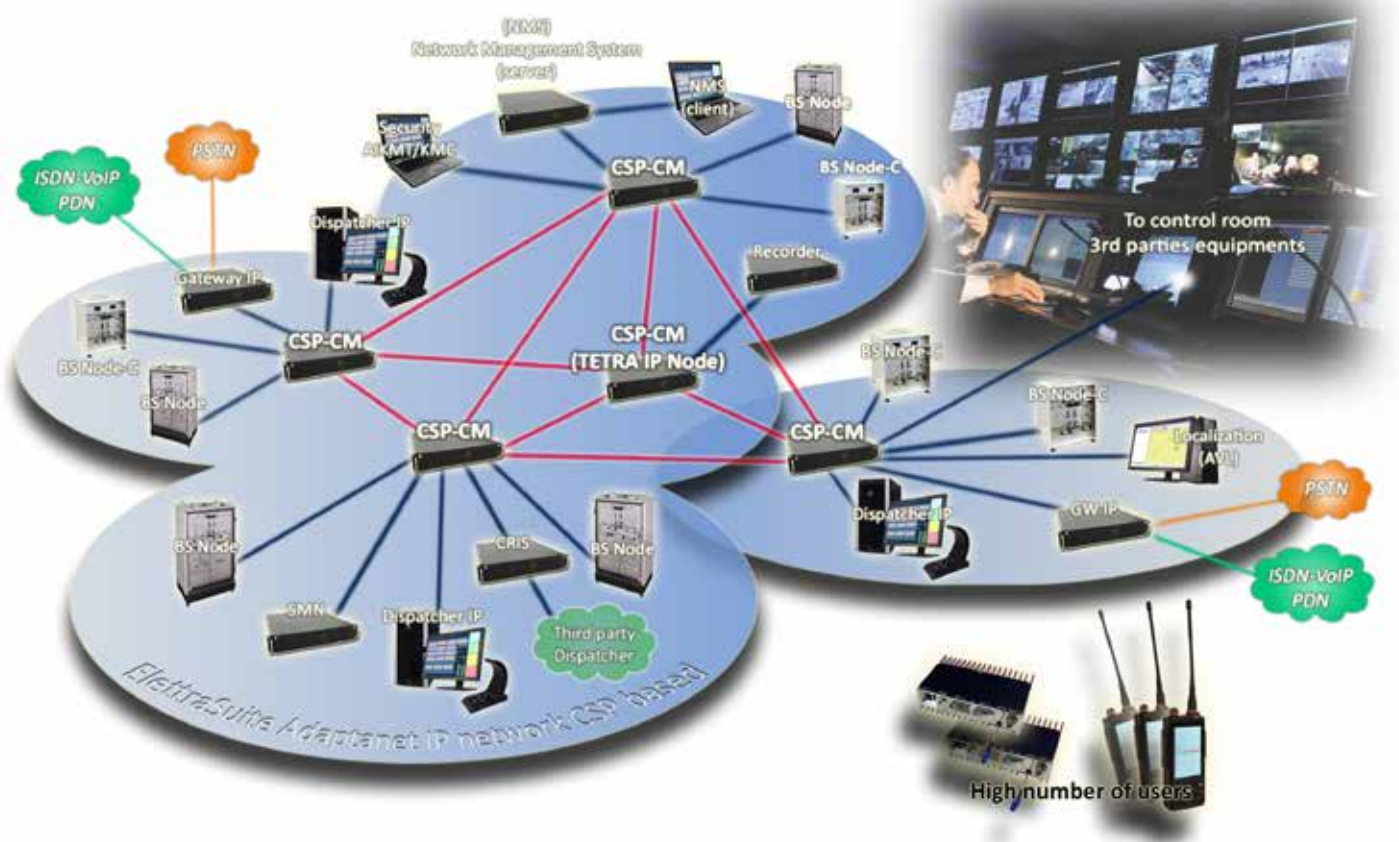 (NMS)
Network Management System
(server)
NMS
(client)
BS Node
Security
AIKMT/KMC
PSTN
CSP-CM
BS Node-C
ISDN-VoIP
PDN
Dispatcher IP
To control room
3rd parties equipments
Recorder
Gateway IP
CSP-CM
CSP-CM
(TETRA IP Node)
BS Node-C
BS Node-C
BS Node
BS Node-C
CSP-CM
CSP-CM
Localization
(AVL)
PSTN
Dispatcher IP
GW IP
BS Node
CRIS
BS Node
ISDN-VoIP
PDN
SMN
Dispatcher IP
Third party
Dispatcher
ElettraSuite Adaptanet IP network CSP based
High number of users